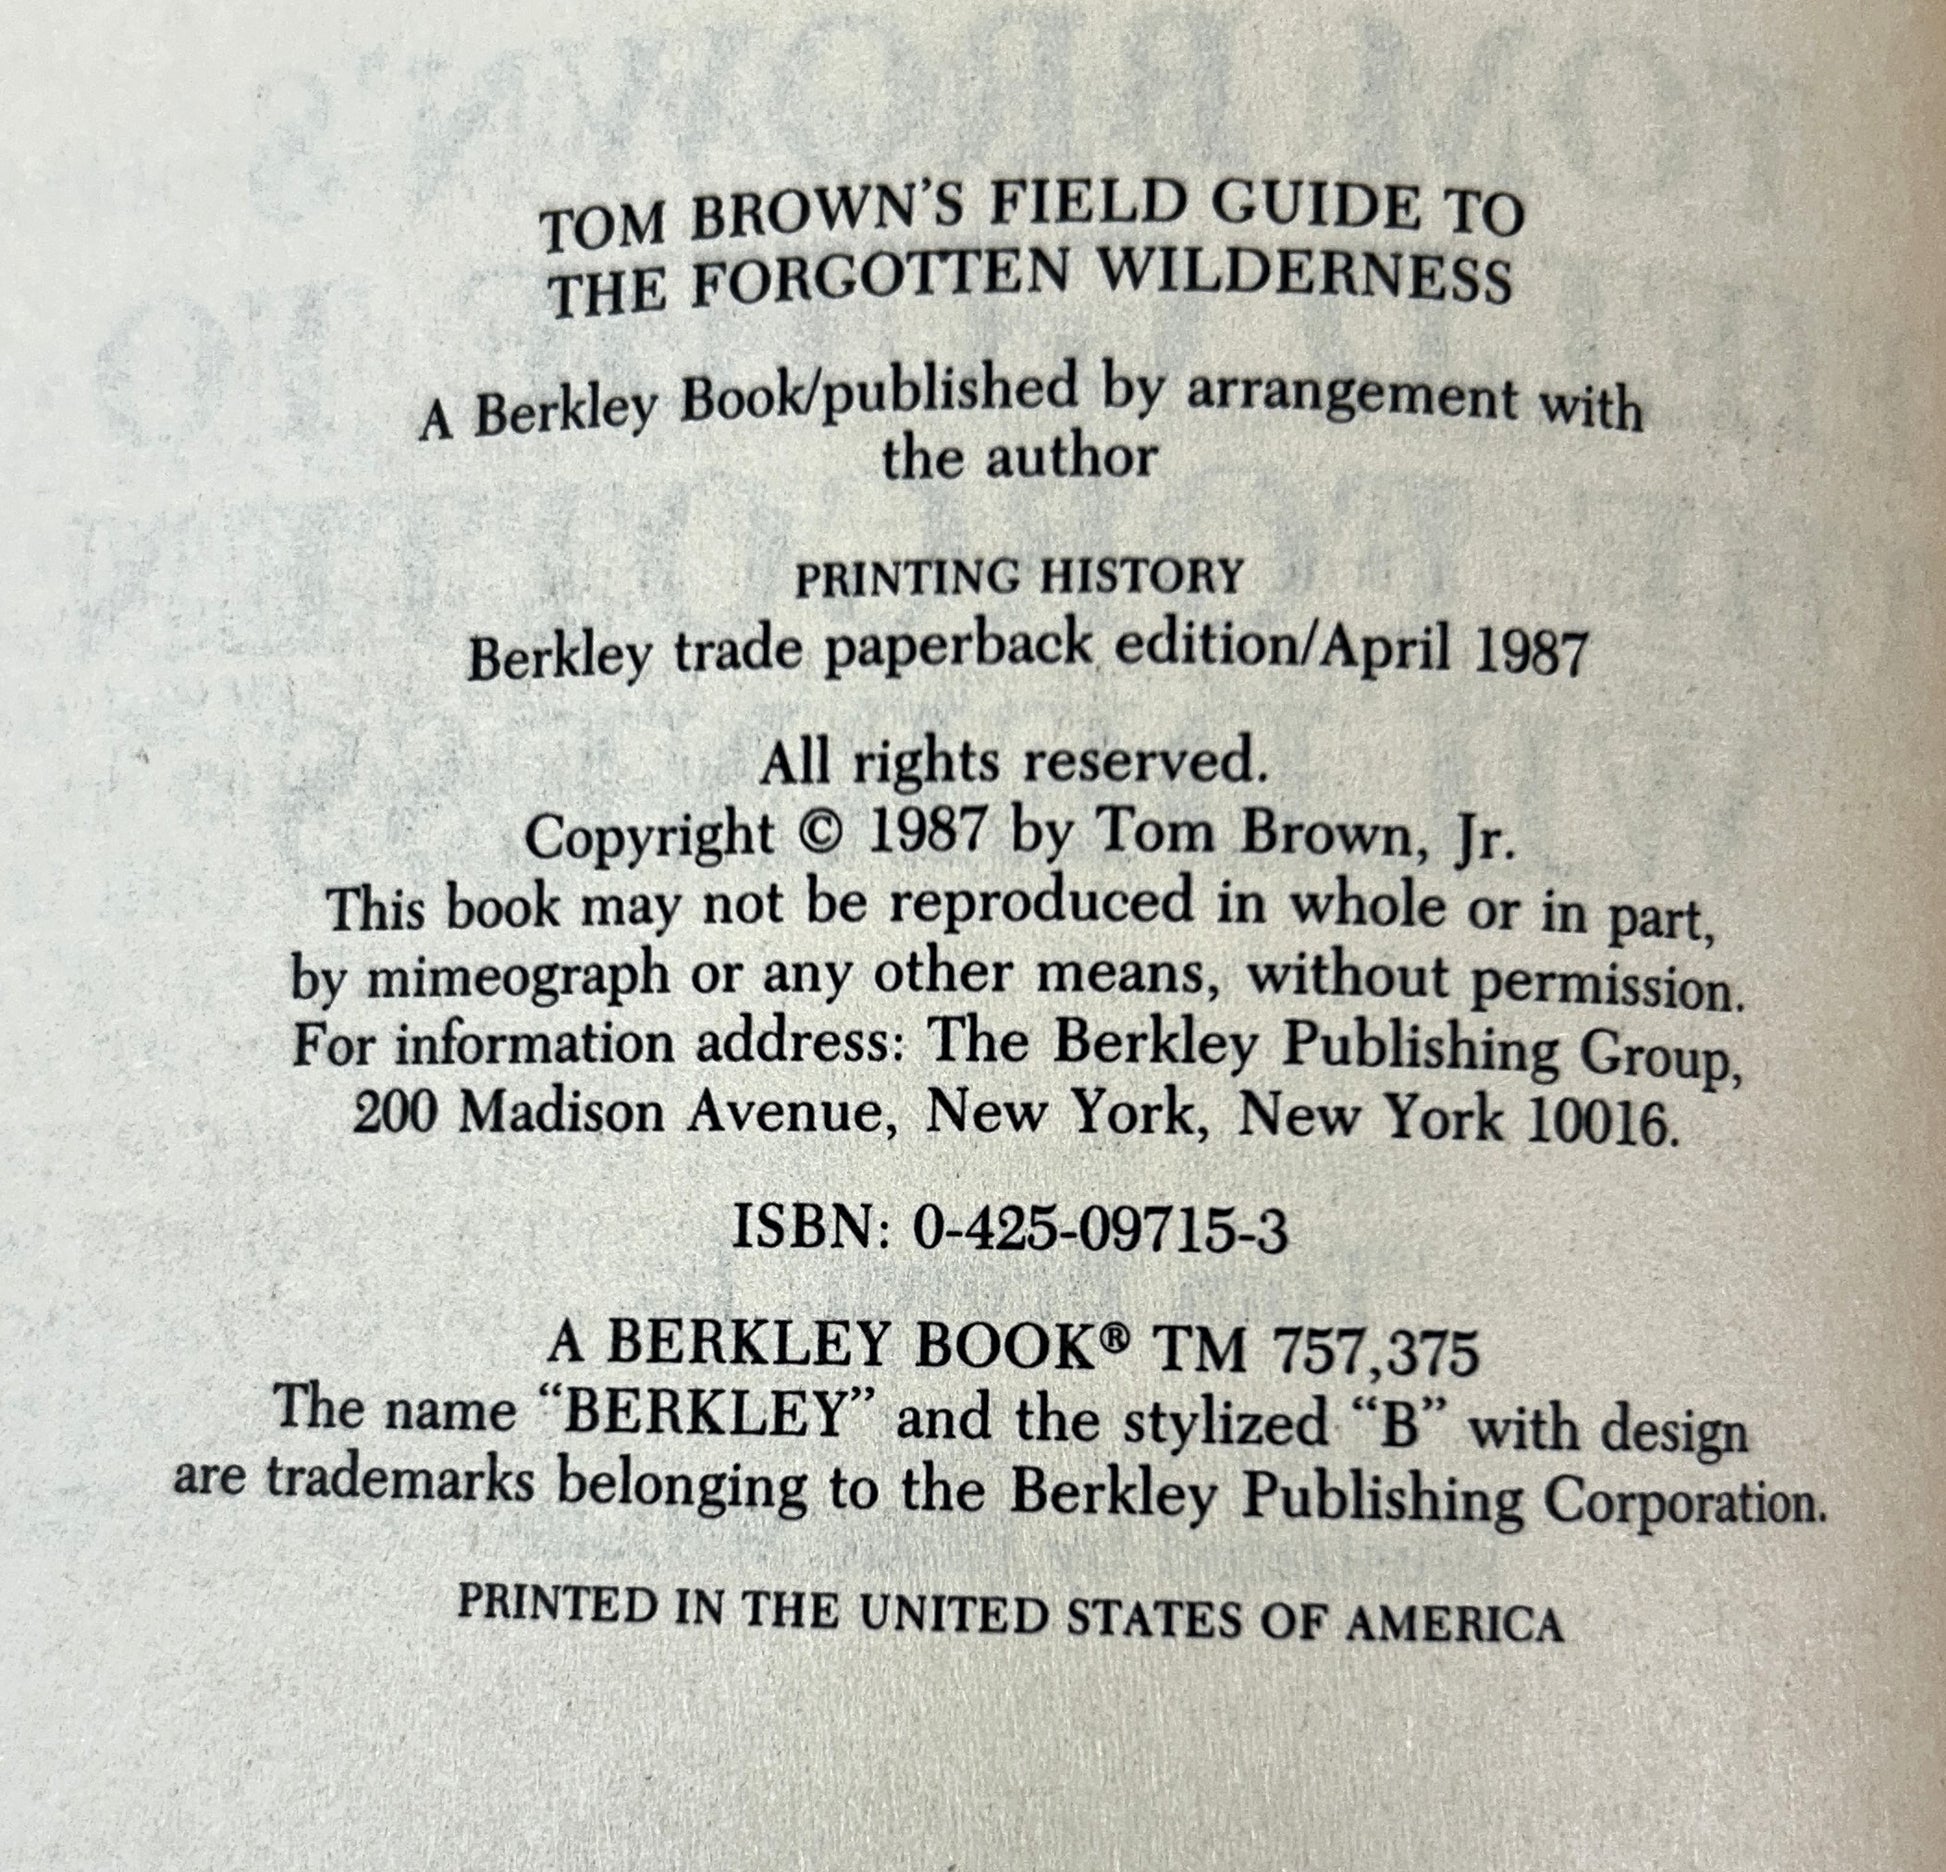 TOM BROWN'S FIELD GUIDE TO
THE FORGOTTEN WILDERNESS
A Berkley Book/published by arrangement with
the author
PRINTING HISTORY
Berkley trade paperback edition/April 1987
All rights reserved.
Copyright © 1987 by Tom Brown, Jr.
This book may not be reproduced in whole or in part,
by mimeograph or any other means, without permission.
For information address: The Berkley Publishing Group,
200 Madison Avenue, New York, New York 10016.
ISBN: 0-425-09715-3
A BERKLEY BOOK® TM 757,375
The name “BERKLEY” and the stylized “B” with design
are trademarks belonging to the Berkley Publishing Corporation.
PRINTED IN THE UNITED STATES OF AMERICA